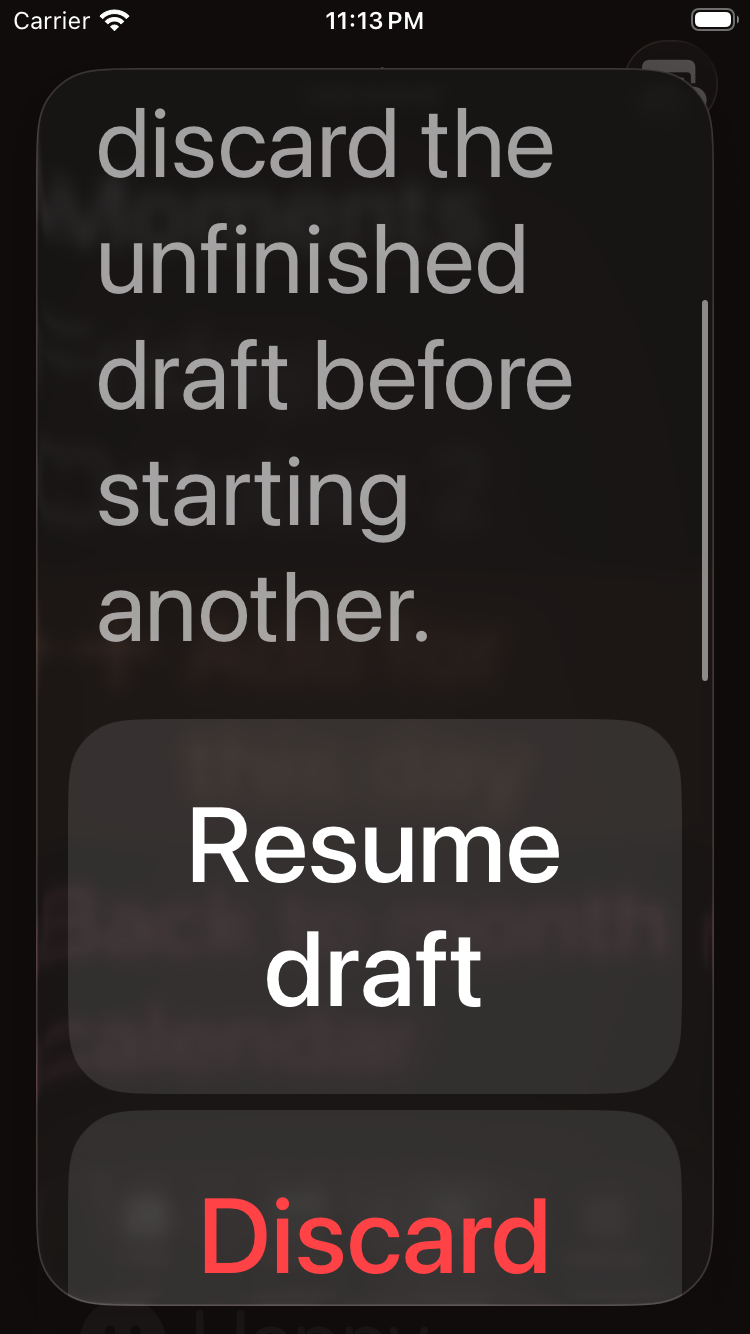 Carrier 11:13 PM
discard the
unfinished
draft before
starting
another.
Resume
draft
Discard